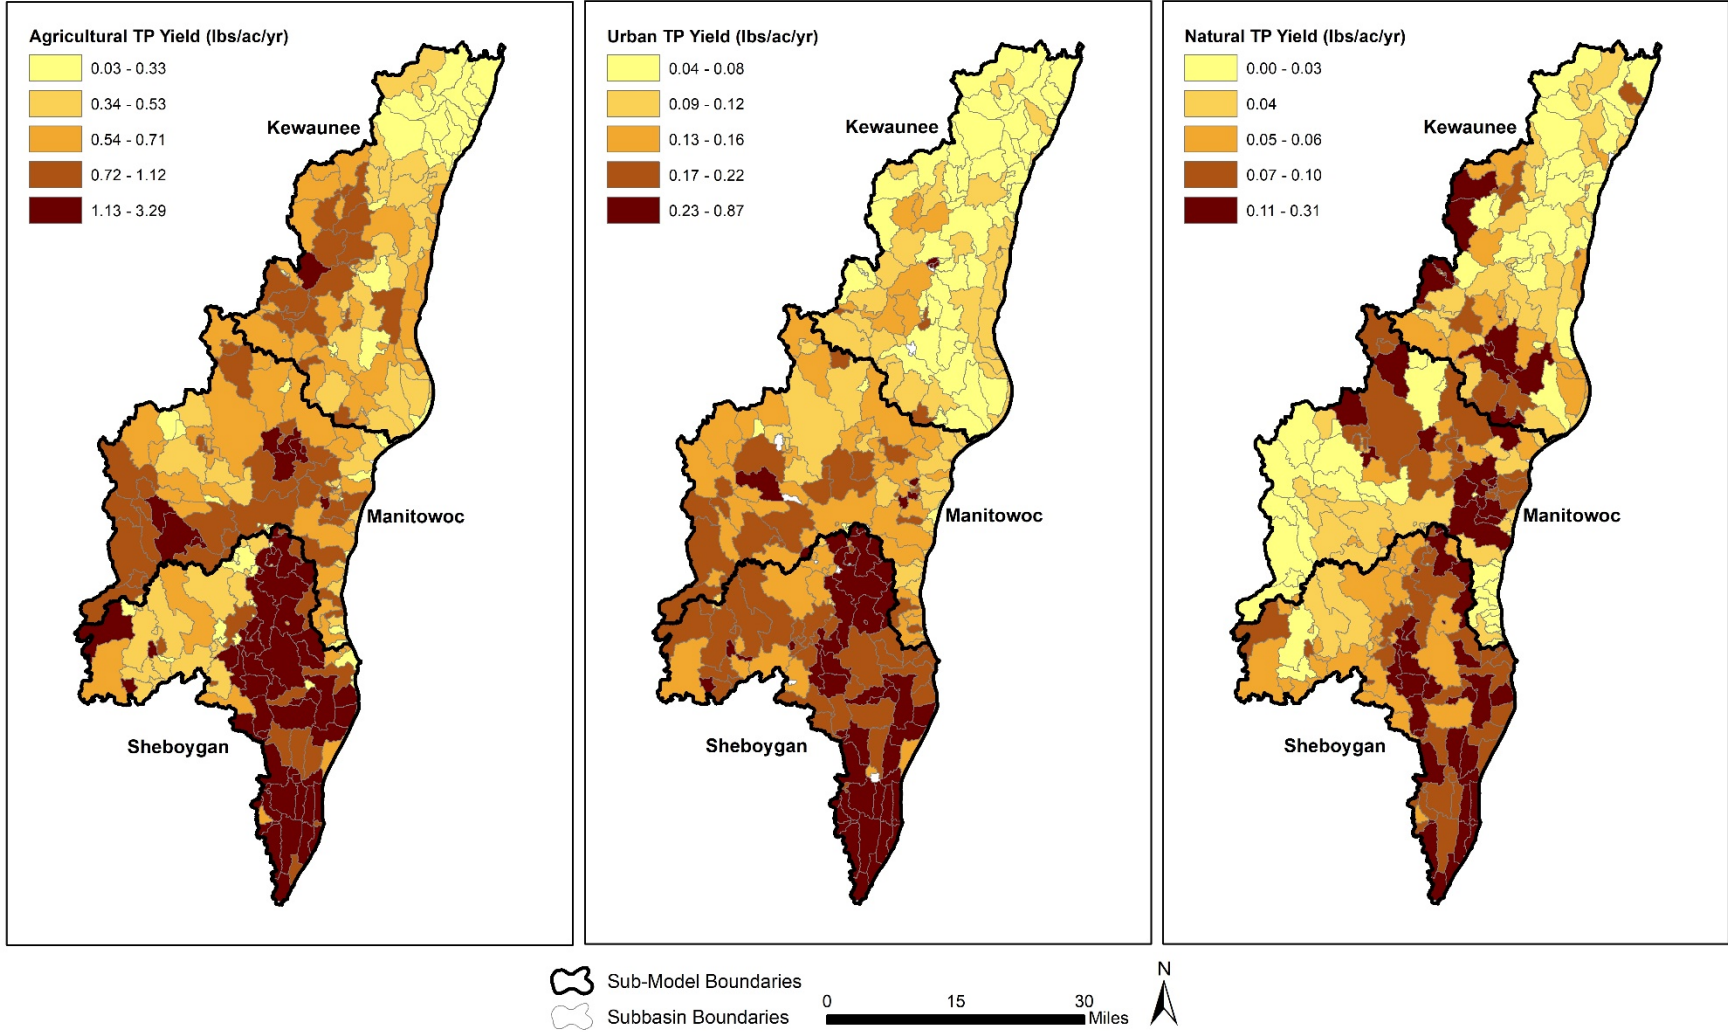 Agricultural TP Yield (lbs/ac/yr)
0.03 - 0.33
0.34 - 0.53
0.54 - 0.71
0.72 - 1.12
1.13 - 3.29
Kewaunee
Manitowoc
Sheboygan
Urban TP Yield (lbs/ac/yr)
0.04 - 0.08
0.09 - 0.12
0.13 - 0.16
0.17 - 0.22
0.23 - 0.87
Kewaunee
Manitowoc
Sheboygan
Natural TP Yield (lbs/ac/yr)
0.00 - 0.03
0.04
0.05 - 0.06
0.07 - 0.10
0.11 - 0.31
Kewaunee
Manitowoc
Sheboygan
Sub-Model Boundaries
Subbasin Boundaries
0 15 30
Miles
N